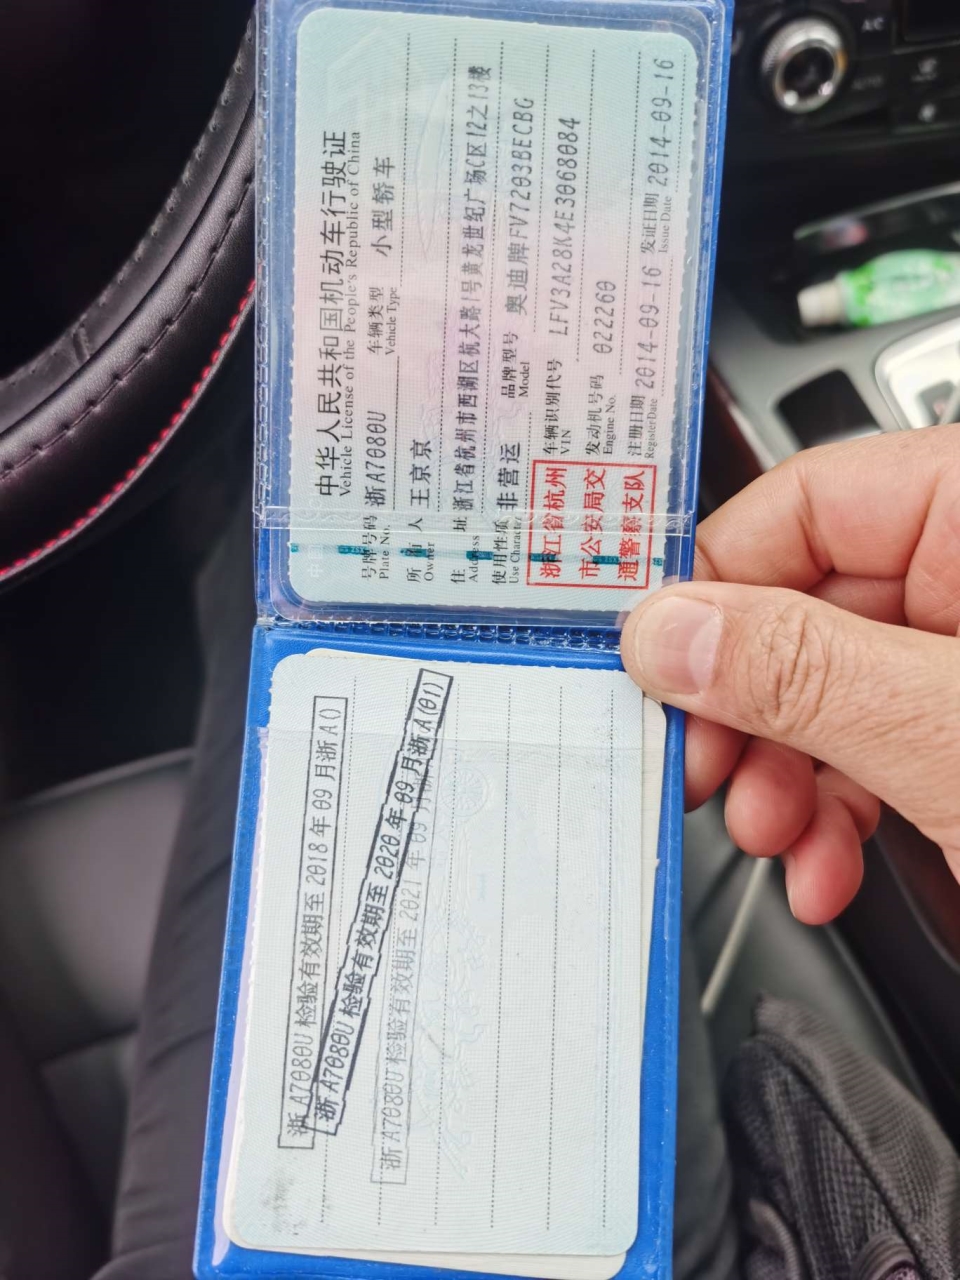 中华人民共和国机动车行驶证
Vehicle License of the People's Republic of China
号牌号码 浙A7080U 车辆类型 小型轿车
Plate No. Vehicle Type
所有人 王京京
Owner
住址 浙江省杭州市西湖区杭大路1号黄龙世纪广场C区12之13楼
Address
使用性质 非营运 品牌型号 奥迪牌FV7203BECBG
Use Character Model
浙江省杭州
市公安局交
通警察支队
车辆识别代号 LFV3A28K4E3068084
VIN
发动机号码 022260
Engine No.
注册日期 2014-09-16 发证日期 2014-09-16
Register Date Issue Date
浙A7080U检验有效期至2018年09月浙A()
浙A7080U检验有效期至2020年09月浙A(01)
浙A7080U检验有效期至2021年09月浙
A/C
AUTO